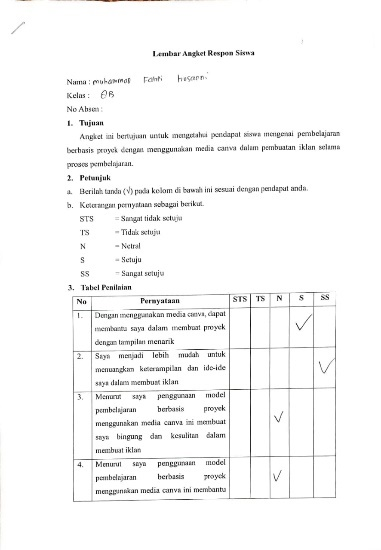 Lembar Angket Respon Siswa
Nama : muhammad Fahri
Kelas : 8B
No Absen :
1. Tujuan
Angket ini bertujuan untuk mengetahui pendapat siswa mengenai pembelajaran
berbasis proyek dengan menggunakan media canva dalam pembuatan iklan selama
proses pembelajaran.
2. Petunjuk
a. Berilah tanda (√) pada kolom di bawah ini sesuai dengan pendapat anda.
b. Keterangan pernyataan sebagai berikut.
STS = Sangat tidak setuju
TS = Tidak setuju
N = Netral
S = Setuju
SS = Sangat setuju
3. Tabel Penilaian
No Pernyataan STS TS N S SS
1. Dengan menggunakan media canva, dapat
membantu saya dalam membuat proyek
dengan tampilan menarik √
2. Saya menjadi lebih mudah untuk
menuangkan keterampilan dan ide-ide
saya dalam membuat iklan √
3. Menurut saya penggunaan model
pembelajaran berbasis proyek
menggunakan media canva ini membuat √
saya bingung dan kesulitan dalam
membuat iklan
4. Menurut saya penggunaan model
pembelajaran berbasis proyek √
menggunakan media canva ini membantu